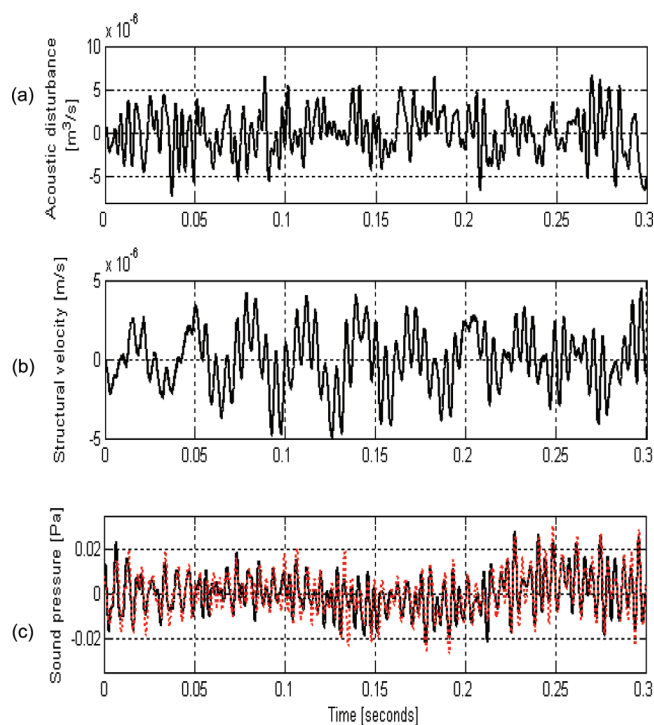 x 10⁻⁶
10
5
0
-5
0 0.05 0.1 0.15 0.2 0.25 0.3
(a)
Acoustic disturbance
[m³/s]
x 10⁻⁶
5
0
-5
0 0.05 0.1 0.15 0.2 0.25 0.3
(b)
Structural velocity [m/s]
0.02
0
-0.02
0 0.05 0.1 0.15 0.2 0.25 0.3
(c)
Sound pressure [Pa]
Time [seconds]